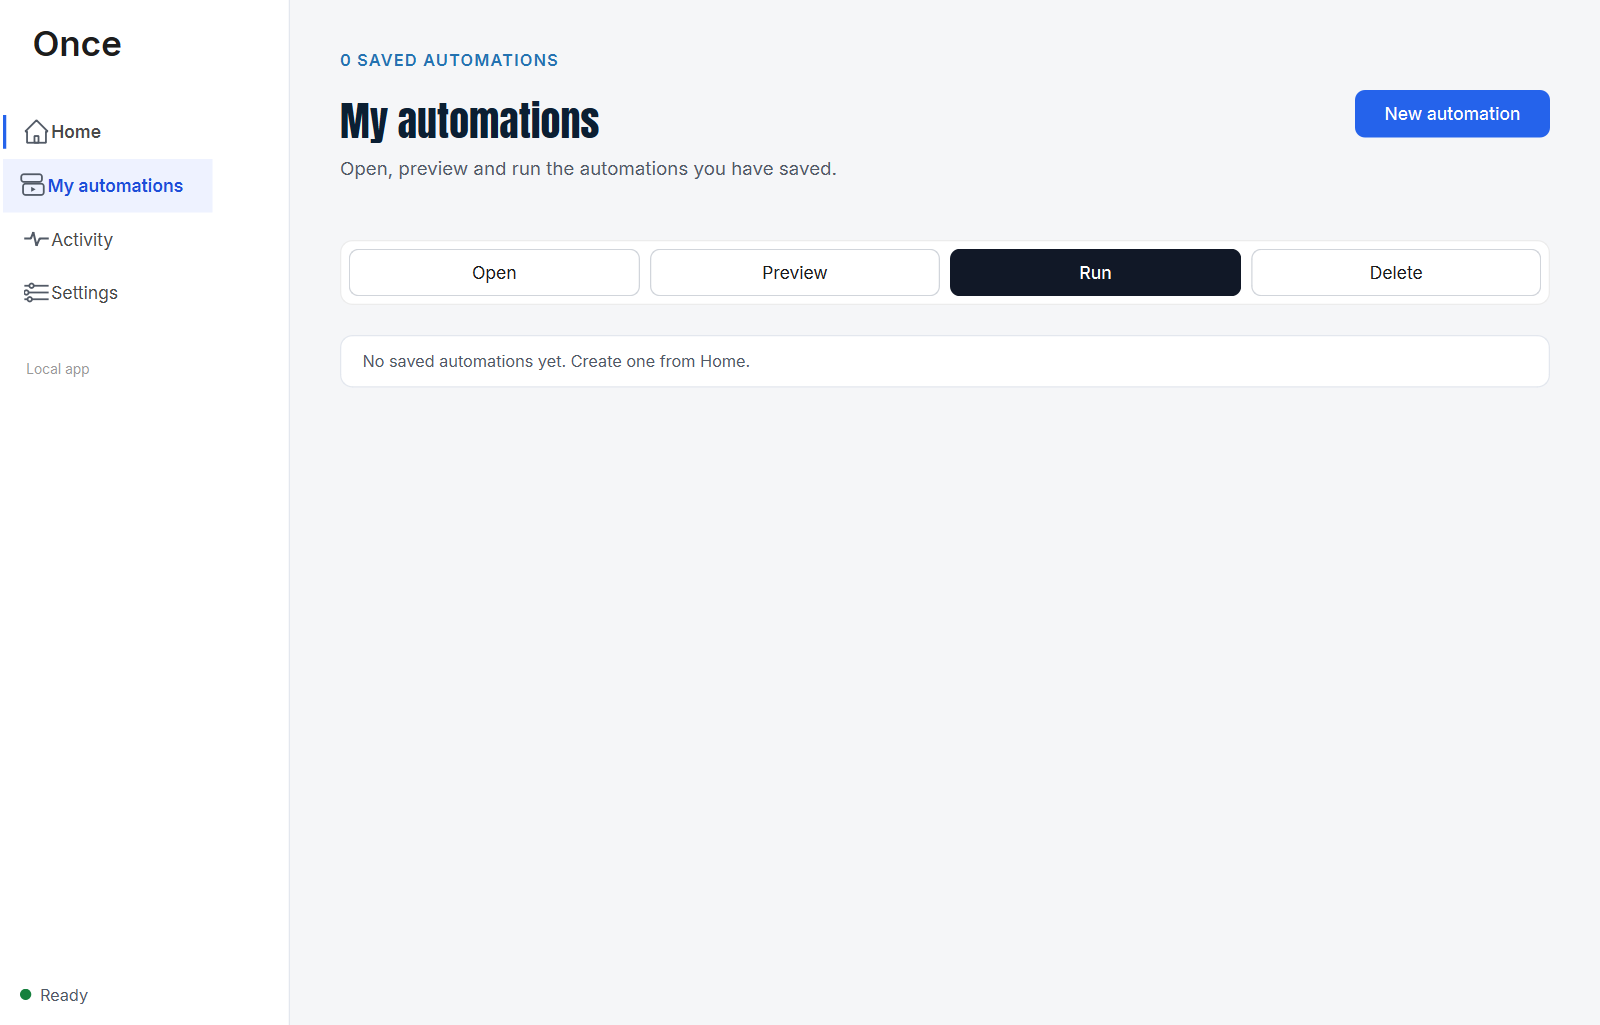 Once
Home
My automations
Activity
Settings
Local app
Ready
0 SAVED AUTOMATIONS
My automations
Open, preview and run the automations you have saved.
New automation
Open
Preview
Run
Delete
No saved automations yet. Create one from Home.